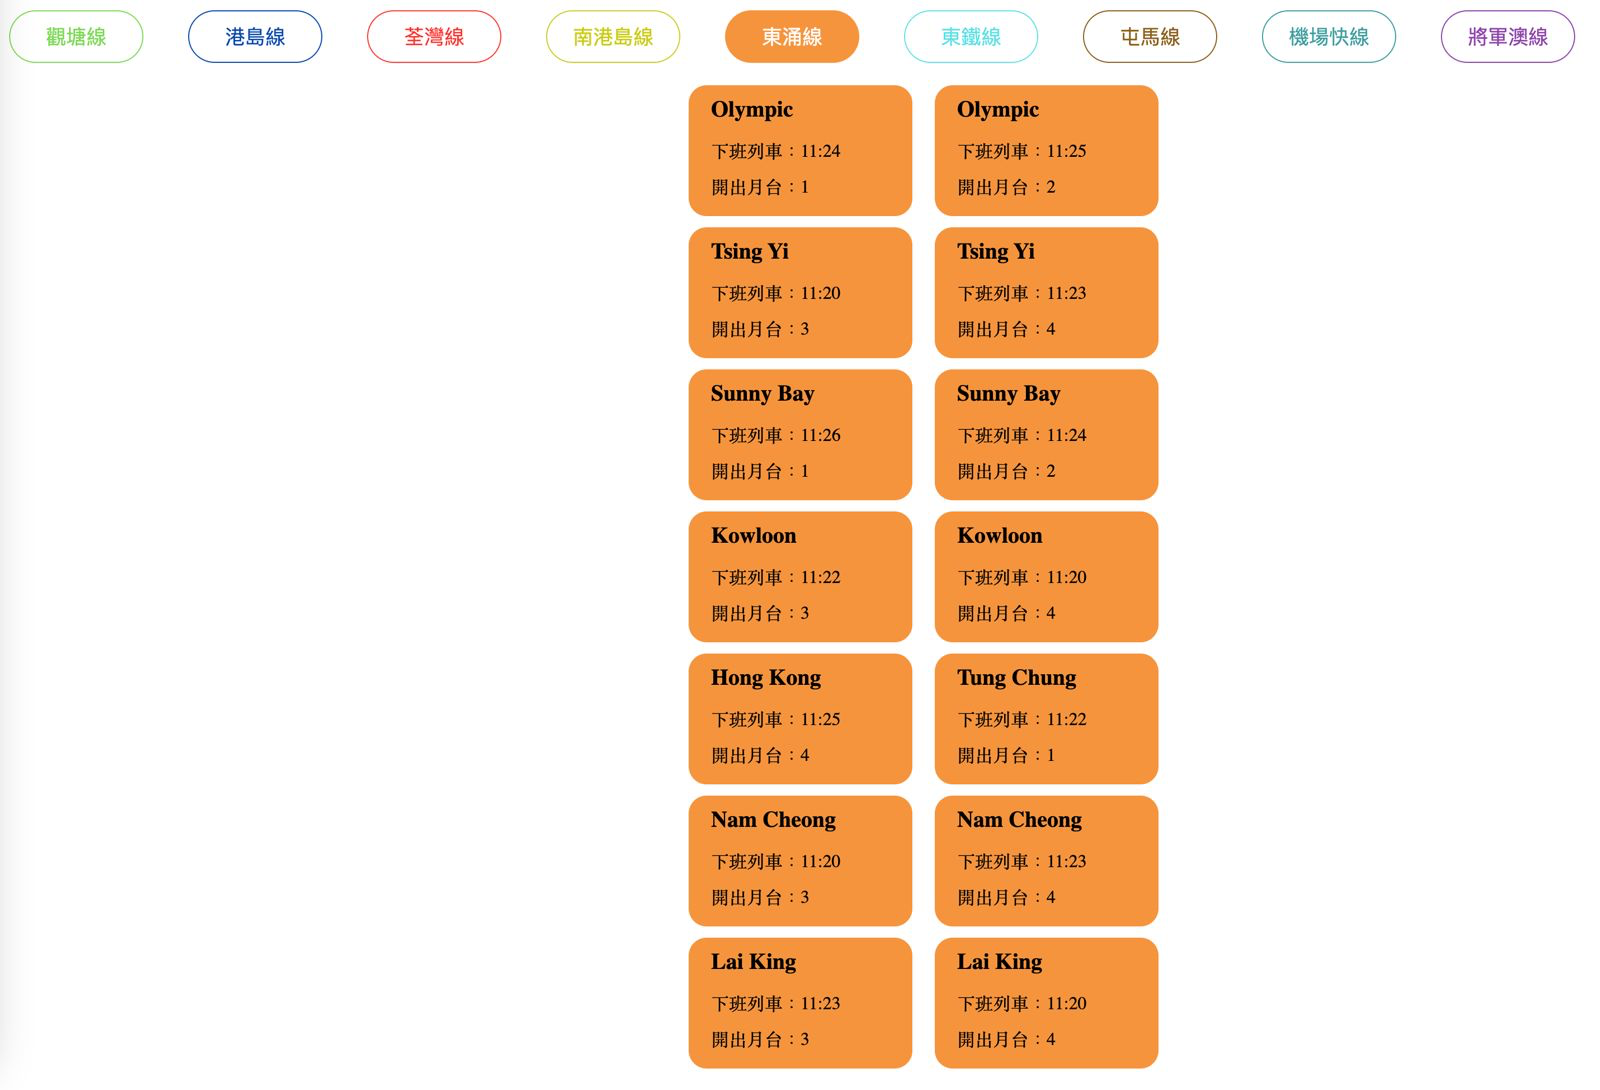 觀塘線
港島線
荃灣線
南港島線
東涌線
東鐵線
屯馬線
機場快線
將軍澳線
Olympic
下班列車：11:24
開出月台：1
Olympic
下班列車：11:25
開出月台：2
Tsing Yi
下班列車：11:20
開出月台：3
Tsing Yi
下班列車：11:23
開出月台：4
Sunny Bay
下班列車：11:26
開出月台：1
Sunny Bay
下班列車：11:24
開出月台：2
Kowloon
下班列車：11:22
開出月台：3
Kowloon
下班列車：11:20
開出月台：4
Hong Kong
下班列車：11:25
開出月台：4
Tung Chung
下班列車：11:22
開出月台：1
Nam Cheong
下班列車：11:20
開出月台：3
Nam Cheong
下班列車：11:23
開出月台：4
Lai King
下班列車：11:23
開出月台：3
Lai King
下班列車：11:20
開出月台：4